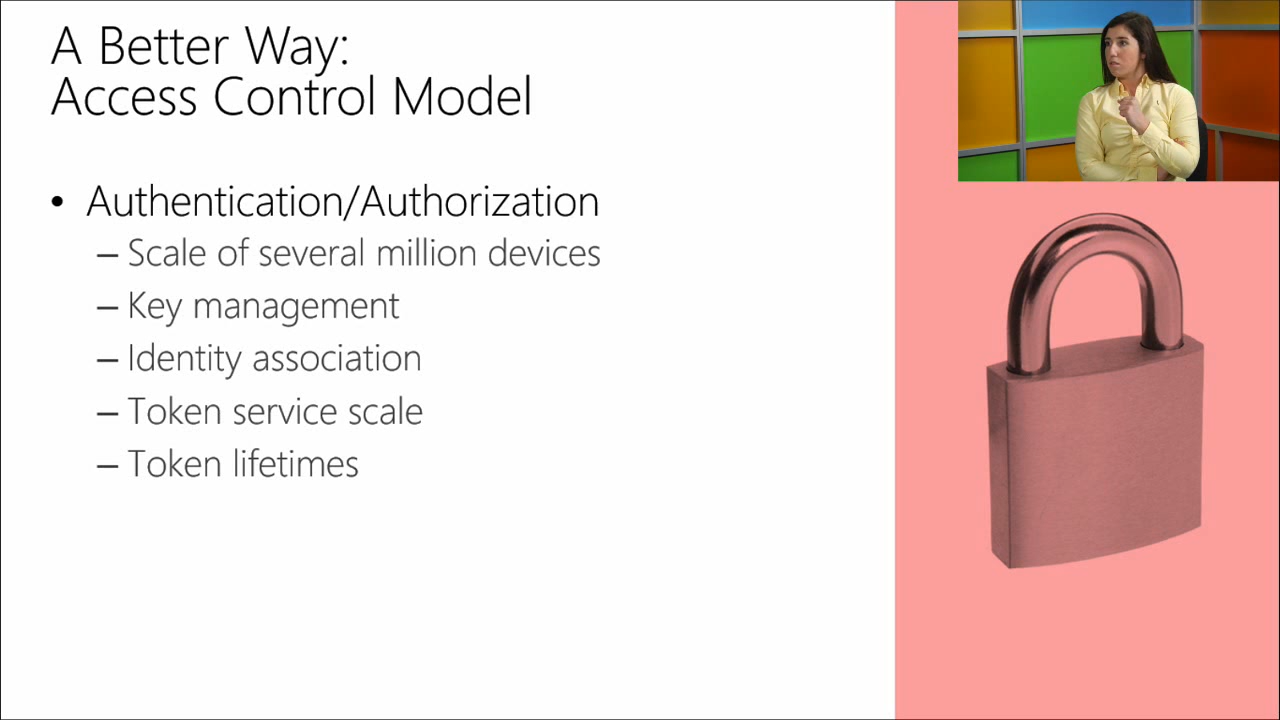 A Better Way:
Access Control Model
• Authentication/Authorization
– Scale of several million devices
– Key management
– Identity association
– Token service scale
– Token lifetimes